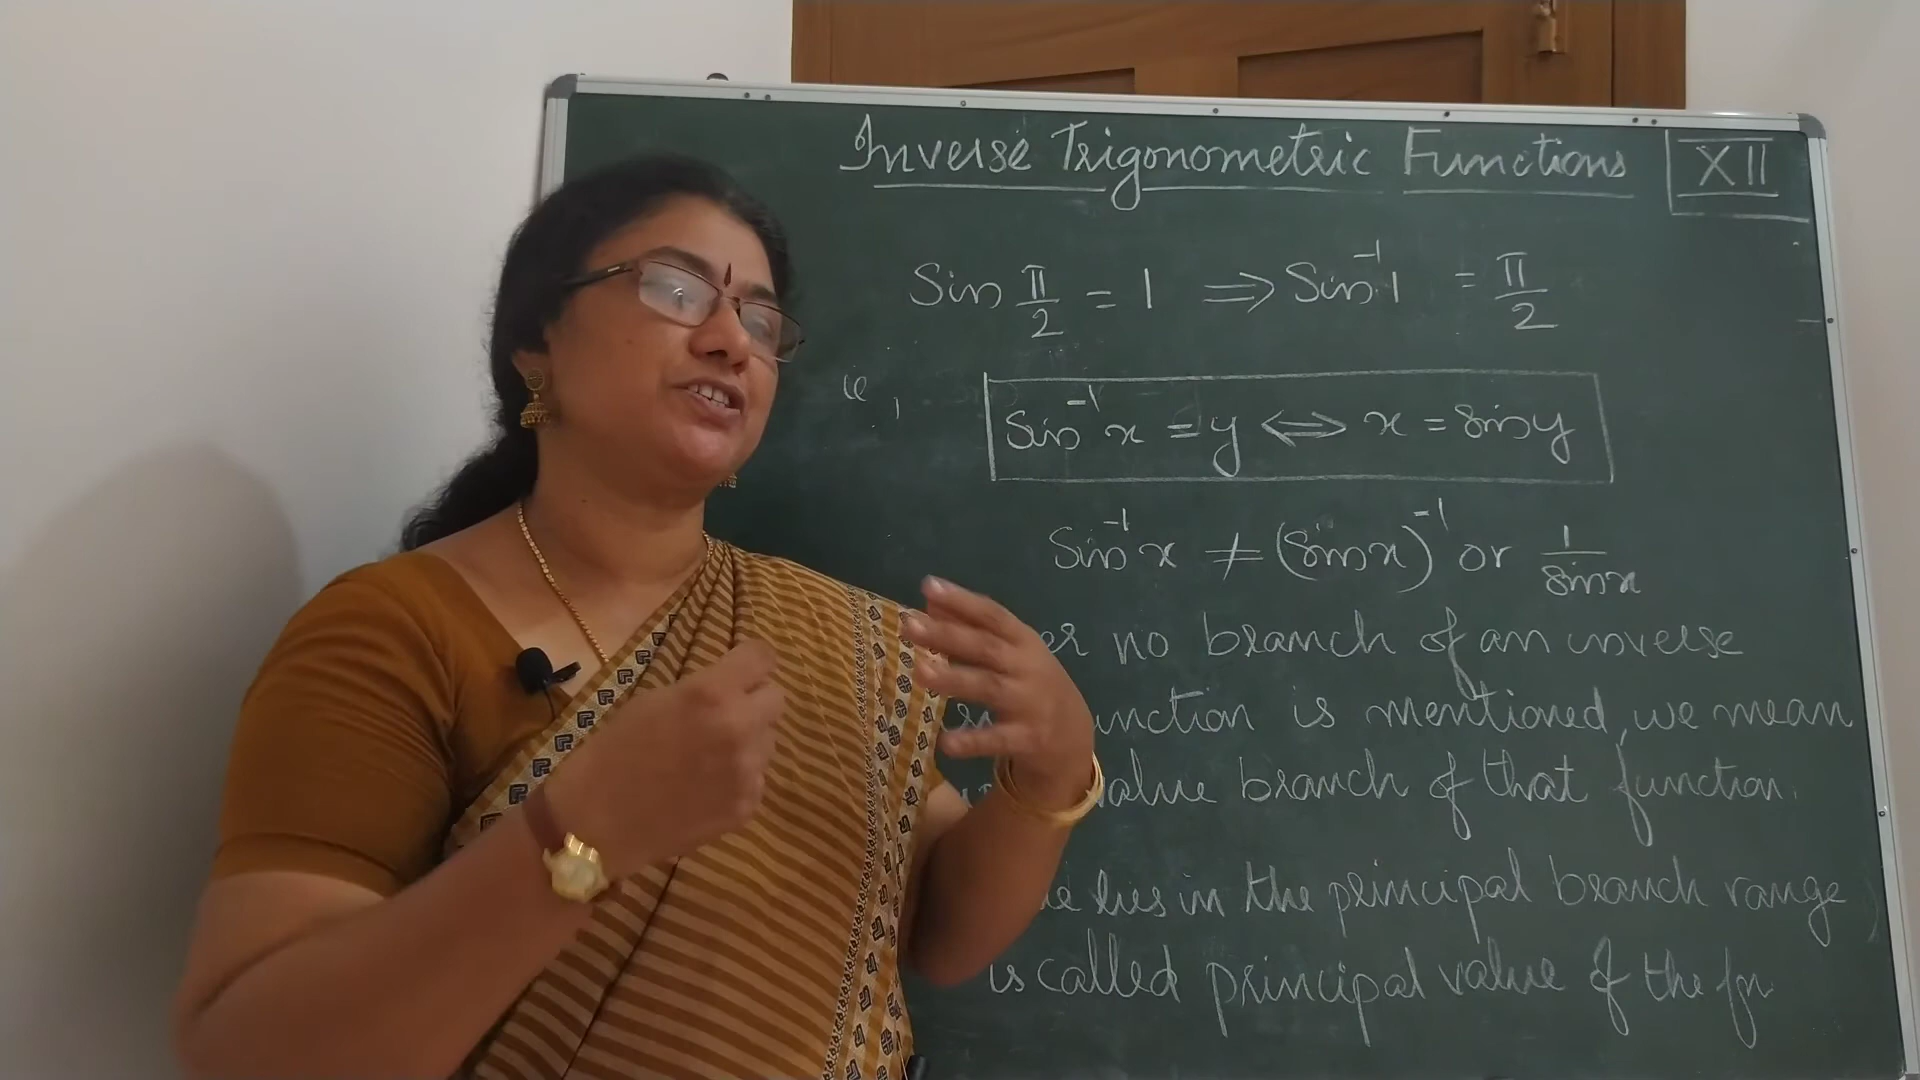 Inverse Trigonometric Functions XII
Sin π/2 = 1 ⇒ Sin⁻¹ 1 = π/2
ie,
Sin⁻¹ x = y ⇔ x = sin y
Sin⁻¹ x ≠ (sin x)⁻¹ or 1/sin x
no branch of an inverse
is mentioned, we mean
branch of that function.
lies in the principal branch range)
is called principal value of the fn